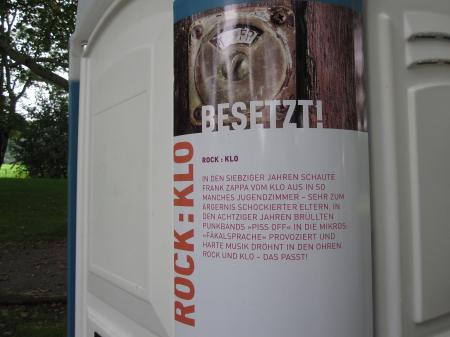 BESETZT!
ROCK : KLO
ROCK : KLO
IN DEN SIEBZIGER JAHREN SCHAUTE
FRANK ZAPPA VOM KLO AUS IN SO
MANCHES JUGENDZIMMER – SEHR ZUM
ÄRGERNIS SCHOCKIERTER ELTERN. IN
DEN ACHTZIGER JAHREN BRÜLLTEN
PUNKBANDS »PISS OFF« IN DIE MIKROS
»FÄKALSPRACHE« PROVOZIERT UND
HARTE MUSIK DRÖHNT IN DEN OHREN
ROCK UND KLO – DAS PASST!